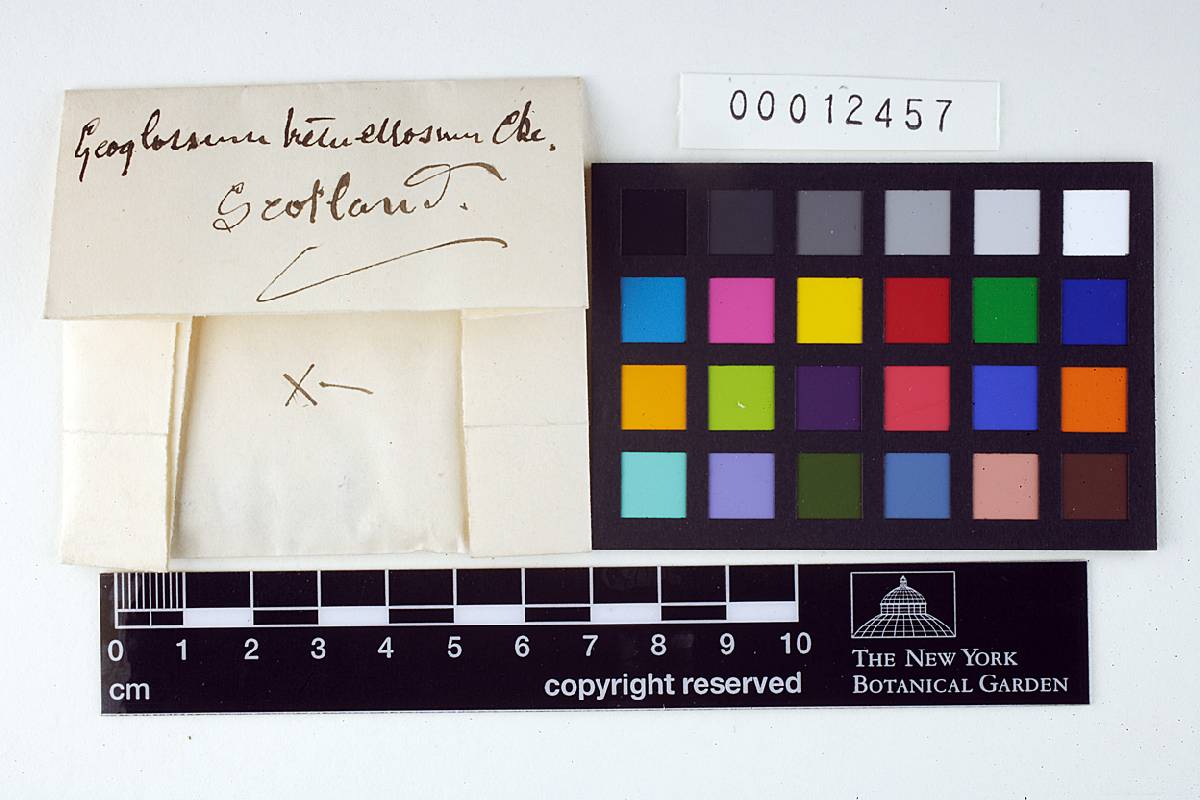 Geoglossum tremellosum Cke.
Scotland.
X —
00012457
0 1 2 3 4 5 6 7 8 9 10
cm
copyright reserved
THE NEW YORK
BOTANICAL GARDEN